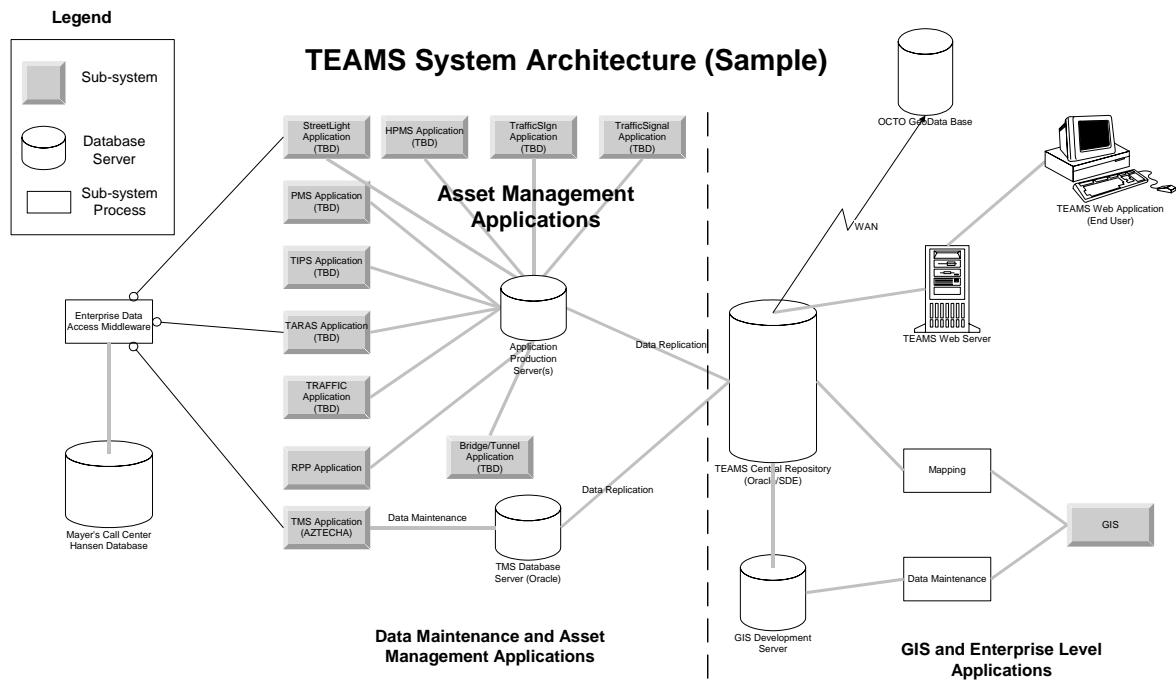 Legend
Sub-system
Database
Server
Sub-system
Process
TEAMS System Architecture (Sample)
StreetLight
Application
(TBD)
HPMS Application
(TBD)
TrafficSIgn
Application
(TBD)
TrafficSignal
Application
(TBD)
OCTO GeoData Base
PMS Application
(TBD)
Asset Management
Applications
TEAMS Web Application
(End User)
WAN
TIPS Application
(TBD)
Enterprise Data
Access Middleware
TARAS Application
(TBD)
Application
Production
Server(s)
Data Replication
TEAMS Web Server
TRAFFIC
Application
(TBD)
Bridge/Tunnel
Application
(TBD)
RPP Application
TEAMS Central Repository
(Oracle/SDE)
Mapping
Data Replication
Mayer's Call Center
Hansen Database
TMS Application
(AZTECHA)
Data Maintenance
TMS Database
Server (Oracle)
GIS
Data Maintenance
GIS Development
Server
Data Maintenance and Asset
Management Applications
GIS and Enterprise Level
Applications